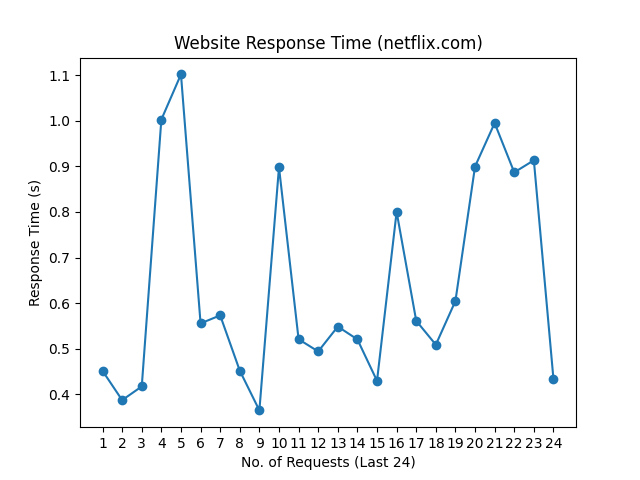 Website Response Time (netflix.com)
1.1
1.0
0.9
0.8
0.7
0.6
0.5
0.4
Response Time (s)
1 2 3 4 5 6 7 8 9 10 11 12 13 14 15 16 17 18 19 20 21 22 23 24
No. of Requests (Last 24)